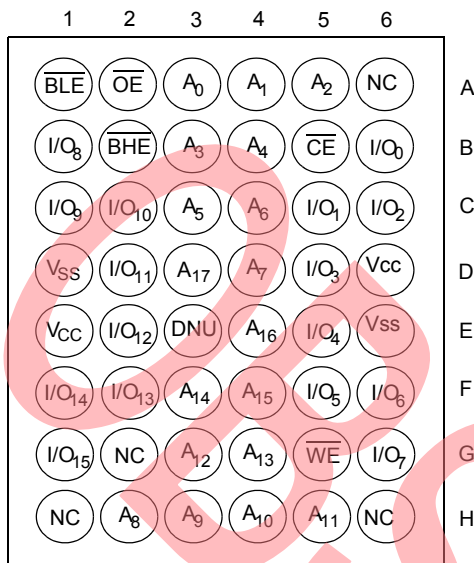 1 2 3 4 5 6
BLE OE A0 A1 A2 NC A
I/O8 BHE A3 A4 CE I/O0 B
I/O9 I/O10 A5 A6 I/O1 I/O2 C
VSS I/O11 A17 A7 I/O3 Vcc D
VCC I/O12 DNU A16 I/O4 Vss E
I/O14 I/O13 A14 A15 I/O5 I/O6 F
I/O15 NC A12 A13 WE I/O7 G
NC A8 A9 A10 A11 NC H